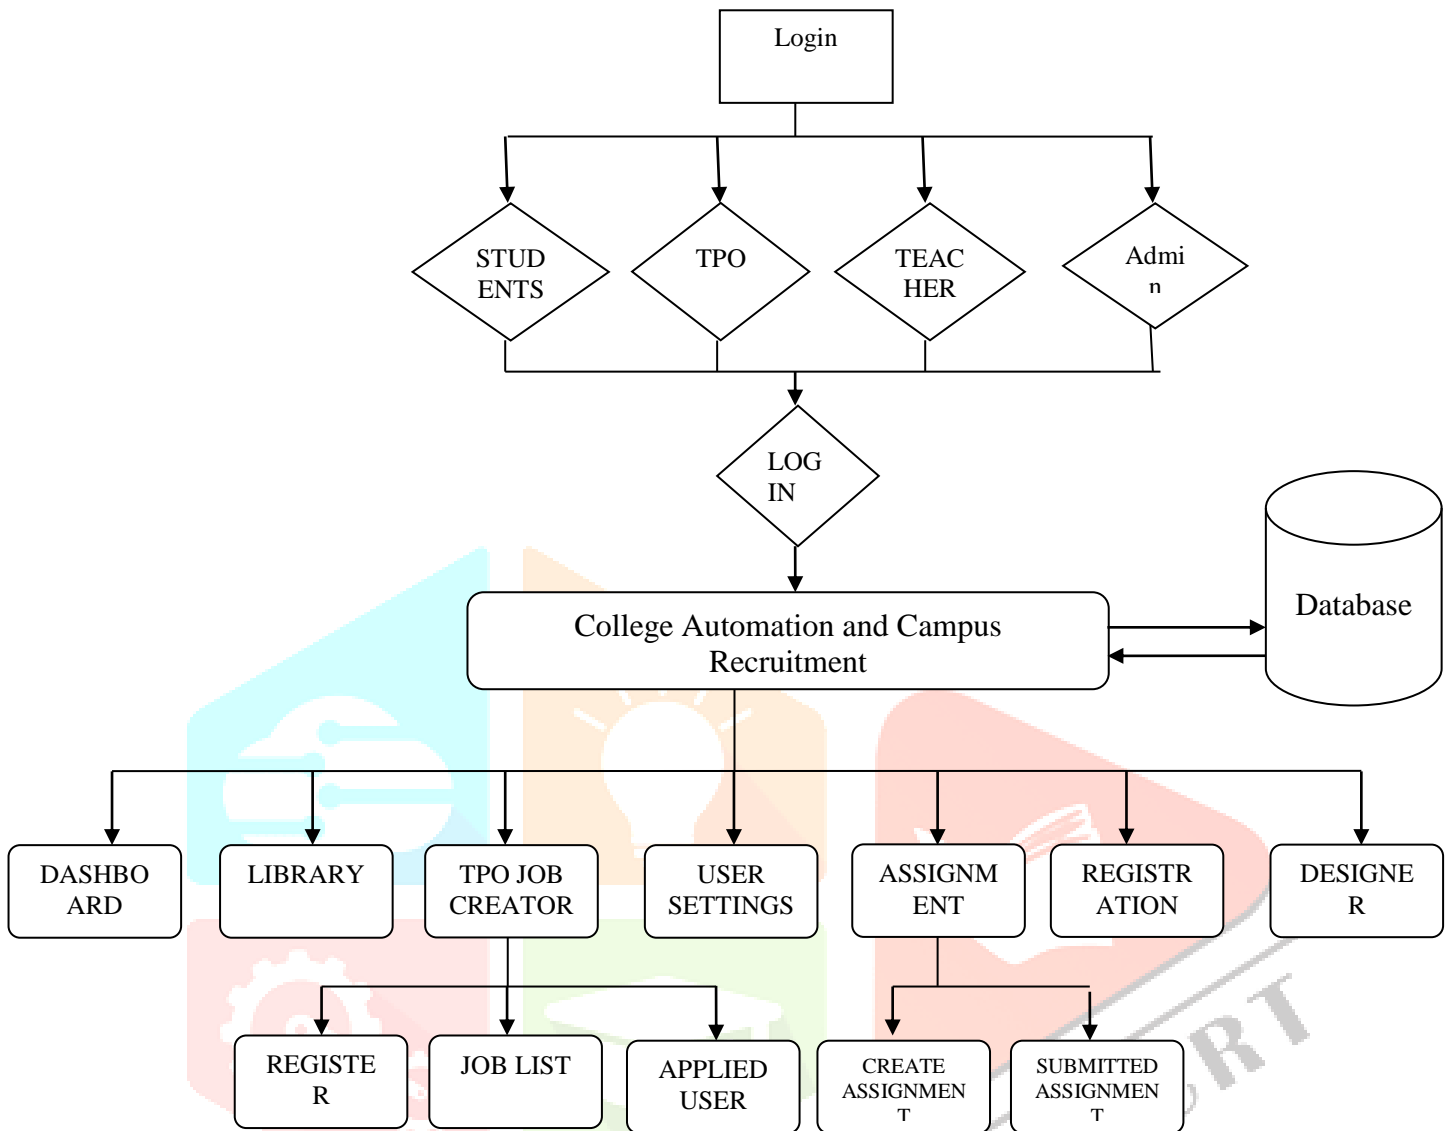 Login
STUD
ENTS
TPO
TEAC
HER
Admi
n
LOG
IN
Database
College Automation and Campus
Recruitment
DASHBO
ARD
LIBRARY
TPO JOB
CREATOR
USER
SETTINGS
ASSIGNM
ENT
REGISTR
ATION
DESIGNE
R
REGISTE
R
JOB LIST
APPLIED
USER
CREATE
ASSIGNMEN
T
SUBMITTED
ASSIGNMEN
T